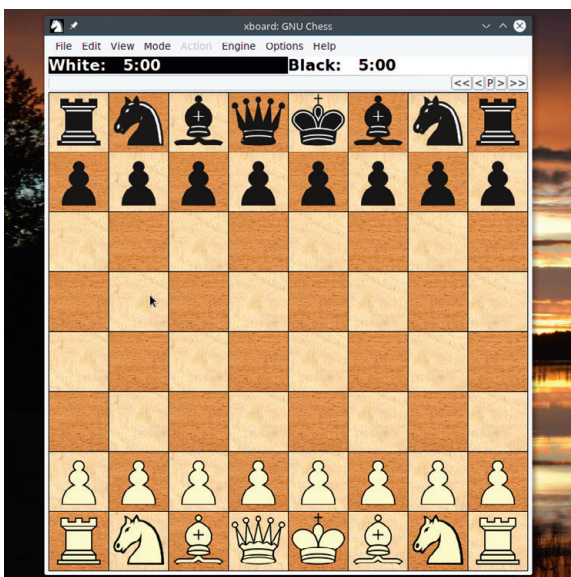 xboard: GNU Chess
File Edit View Mode Action Engine Options Help
White: 5:00 Black: 5:00
<< < P > >>